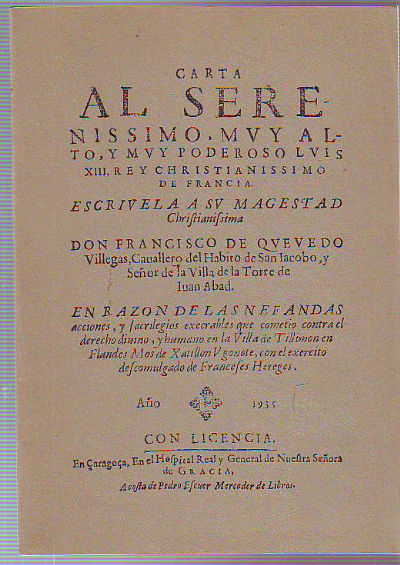 CARTA
AL SERE-
NISSIMO, MVY AL-
TO, Y MVY PODEROSO LVIS
XIII. REY CHRISTIANISSIMO
DE FRANCIA.
ESCRIVELA A SV MAGESTAD
Christianissima
DON FRANCISCO DE QVEVEDO
Villegas, Cauallero del Habito de San Iacobo, y
Señor de la Villa de la Torre de
Iuan Abad.
EN RAZON DE LAS NEFANDAS
acciones, y sacrilegios execrables que cometio contra el
derecho diuino, y humano en la Villa de Tillimon en
Flandes Mos de Xatillon Vgonote, con el exercito
descomulgado de Franceses Hereges.
Año 1935
CON LICENCIA.
En Çaragoça, En el Hospital Real y General de Nuestra Señora
de GRACIA,
A costa de Pedro Escuer Mercader de Libros.